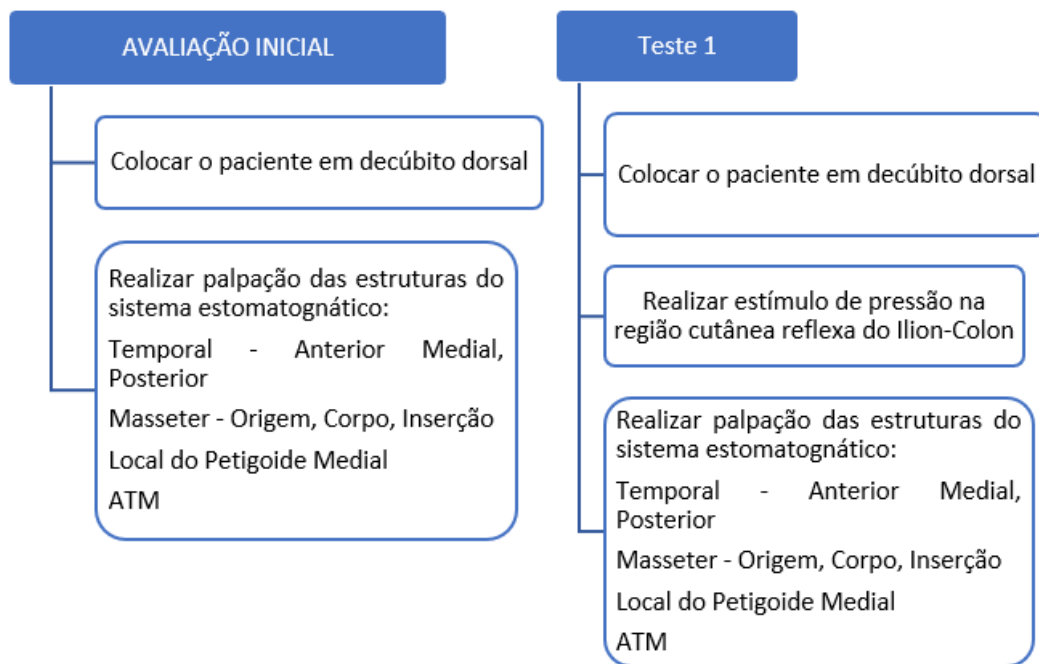 AVALIAÇÃO INICIAL
Colocar o paciente em decúbito dorsal
Realizar palpação das estruturas do
sistema estomatognático:
Temporal - Anterior Medial,
Posterior
Masseter - Origem, Corpo, Inserção
Local do Petigoide Medial
ATM
Teste 1
Colocar o paciente em decúbito dorsal
Realizar estímulo de pressão na
região cutânea reflexa do Ilion-Colon
Realizar palpação das estruturas do
sistema estomatognático:
Temporal - Anterior Medial,
Posterior
Masseter - Origem, Corpo, Inserção
Local do Petigoide Medial
ATM